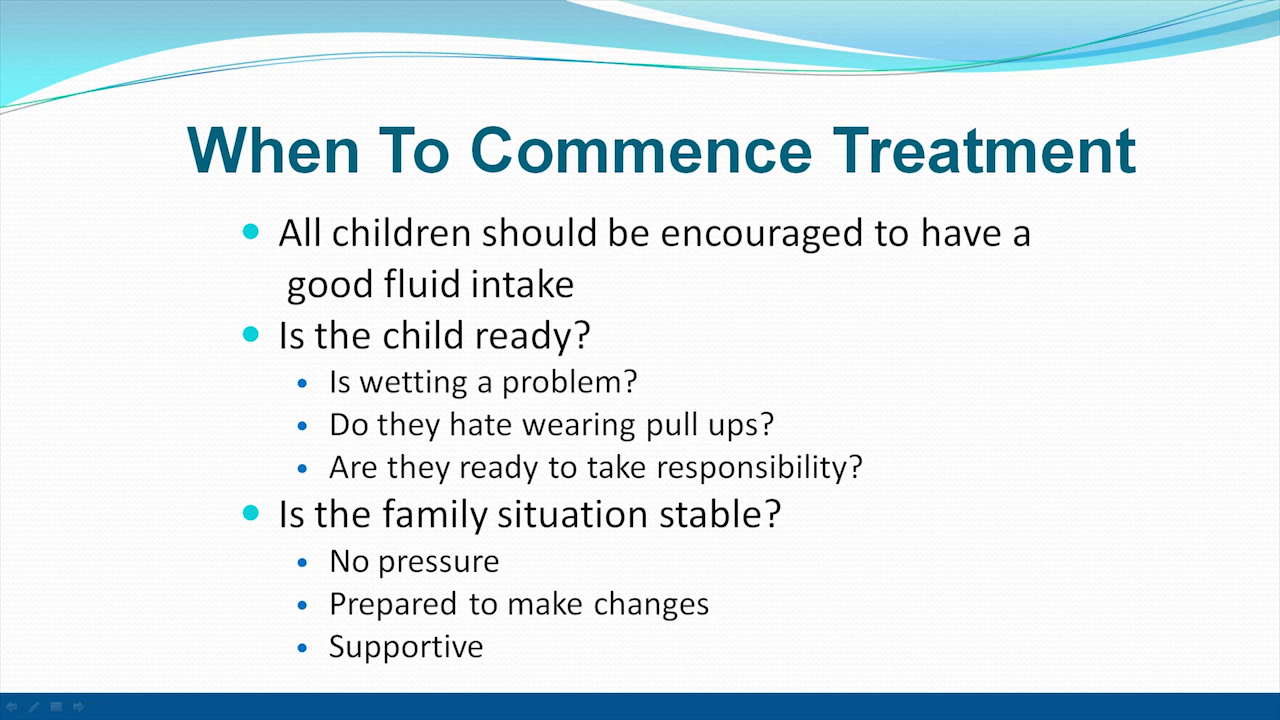 When To Commence Treatment
All children should be encouraged to have a
good fluid intake
Is the child ready?
Is wetting a problem?
Do they hate wearing pull ups?
Are they ready to take responsibility?
Is the family situation stable?
No pressure
Prepared to make changes
Supportive